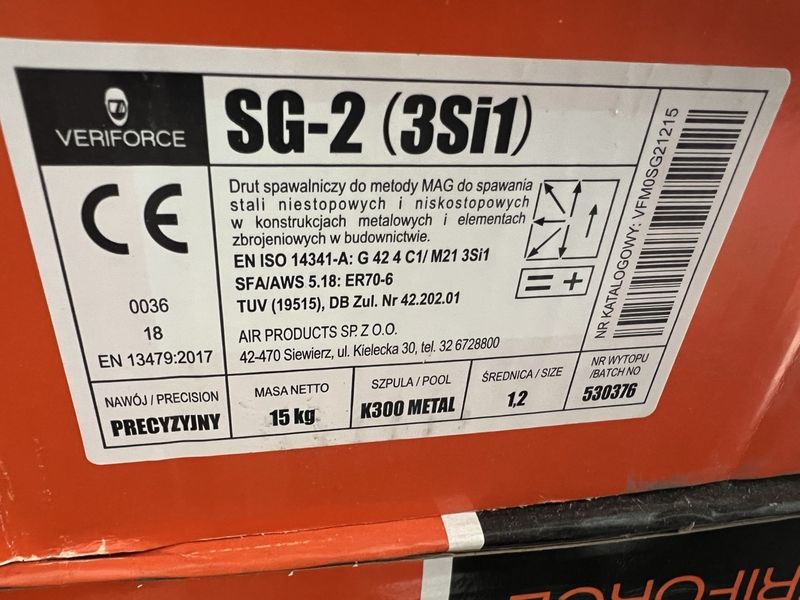 VERIFORCE
SG-2 (3Si1)
Drut spawalniczy do metody MAG do spawania
stali niestopowych i niskostopowych
w konstrukcjach metalowych i elementach
zbrojeniowych w budownictwie.
EN ISO 14341-A: G 42 4 C1/ M21 3Si1
SFA/AWS 5.18: ER70-6
TUV (19515), DB Zul. Nr 42.202.01
AIR PRODUCTS SP. Z O.O.
42-470 Siewierz, ul. Kielecka 30, tel. 32 6728800
CE
0036
18
EN 13479:2017
= +
NR KATALOGOWY: VFM0SG21215
NAWÓJ / PRECISION
PRECYZYJNY
MASA NETTO
15 kg
SZPULA / POOL
K300 METAL
ŚREDNICA / SIZE
1,2
NR WYTOPU
/BATCH NO
530376
RIFORCE